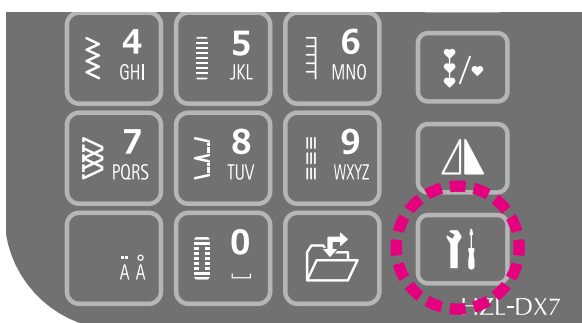 4 GHI
5 JKL
6 MNO
7 PQRS
8 TUV
9 WXYZ
Ä Å
0
HZL-DX7